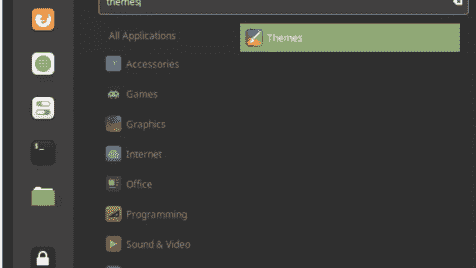 themes
All Applications
Themes
Accessories
Games
Graphics
Internet
Office
Programming
Sound & Video